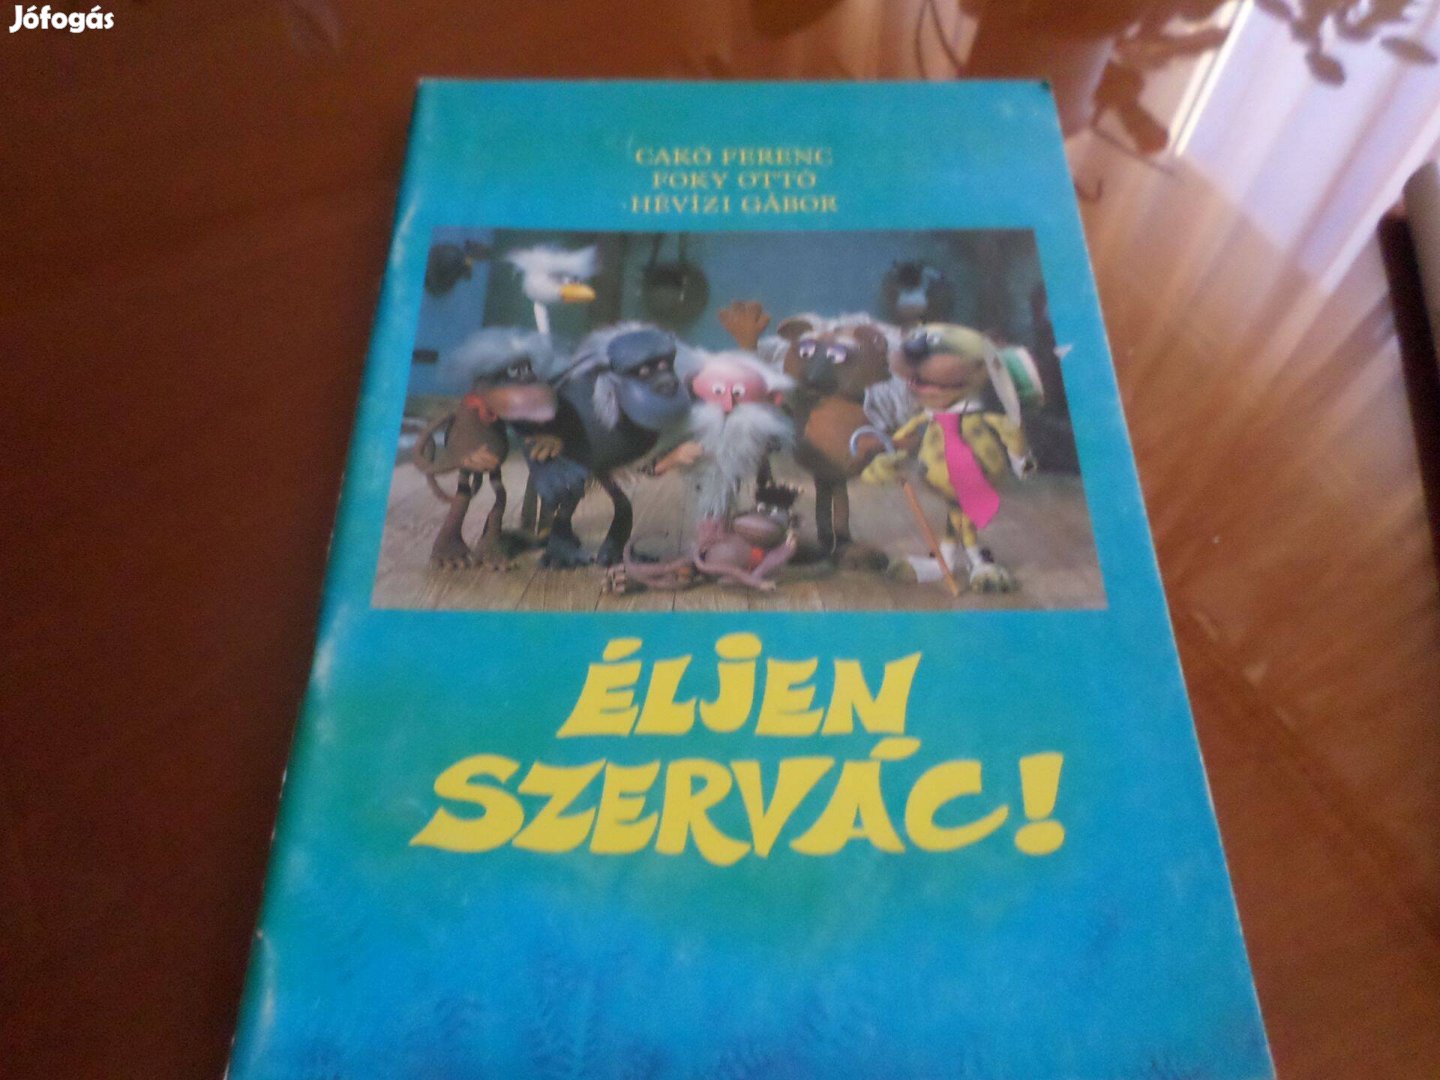 Jófogás
CAKÓ FERENC
FOKY OTTÓ
HÉVÍZI GÁBOR
ÉLJEN
SZERVÁC!